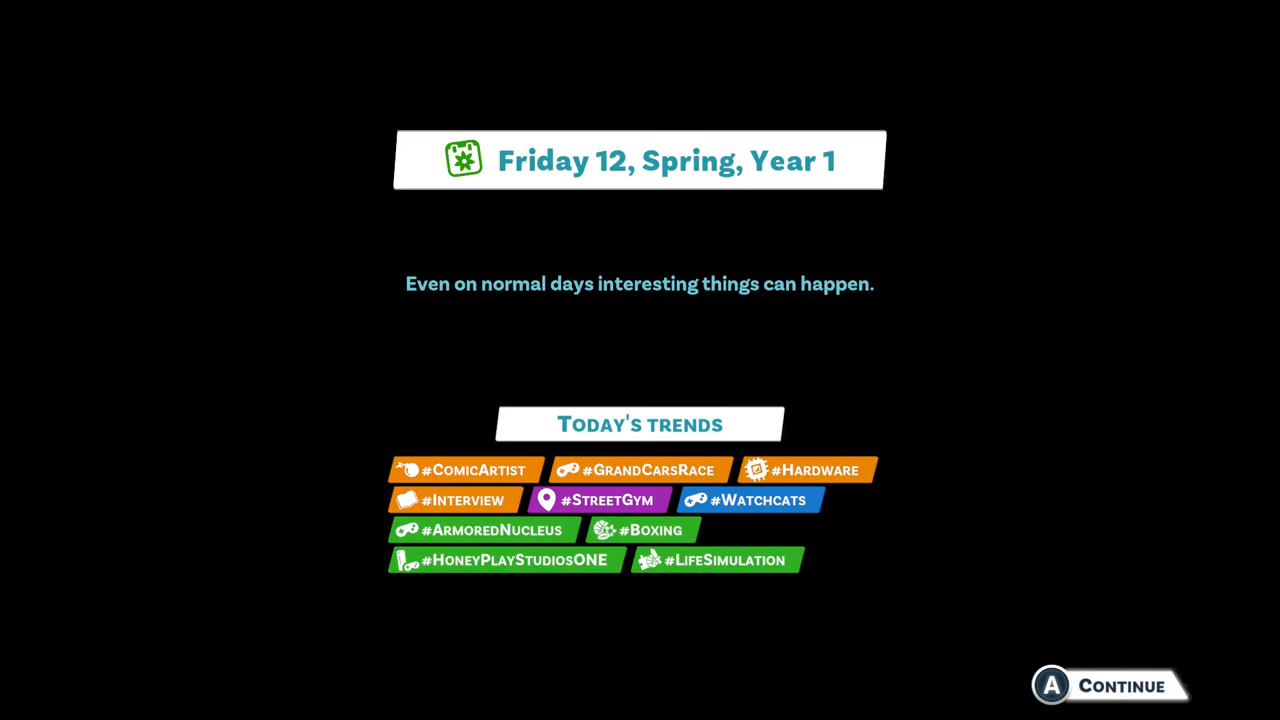 Friday 12, Spring, Year 1
Even on normal days interesting things can happen.
Today's trends
#ComicArtist #GrandCarsRace #Hardware
#Interview #StreetGym #Watchcats
#ArmoredNucleus #Boxing
#HoneyPlayStudiosONE #LifeSimulation
A Continue